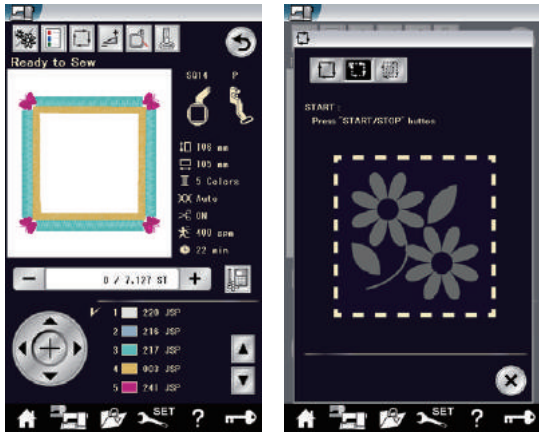 Ready to Sew
SQ14 P
106 mm
105 mm
5 Colors
Auto
ON
400 spm
22 min
0 / 7,127 ST
1 220 JSP
2 216 JSP
3 217 JSP
4 003 JSP
5 241 JSP
SET
?
START :
Press "START/STOP" button
SET
?